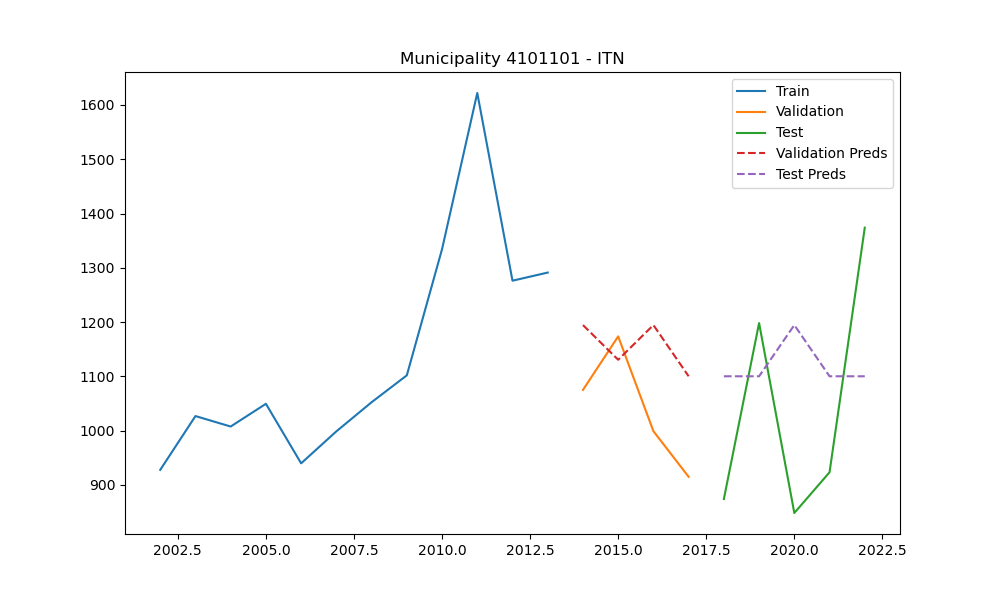 Municipality 4101101 - ITN
1600
1500
1400
1300
1200
1100
1000
900
Train
Validation
Test
Validation Preds
Test Preds
2002.5 2005.0 2007.5 2010.0 2012.5 2015.0 2017.5 2020.0 2022.5